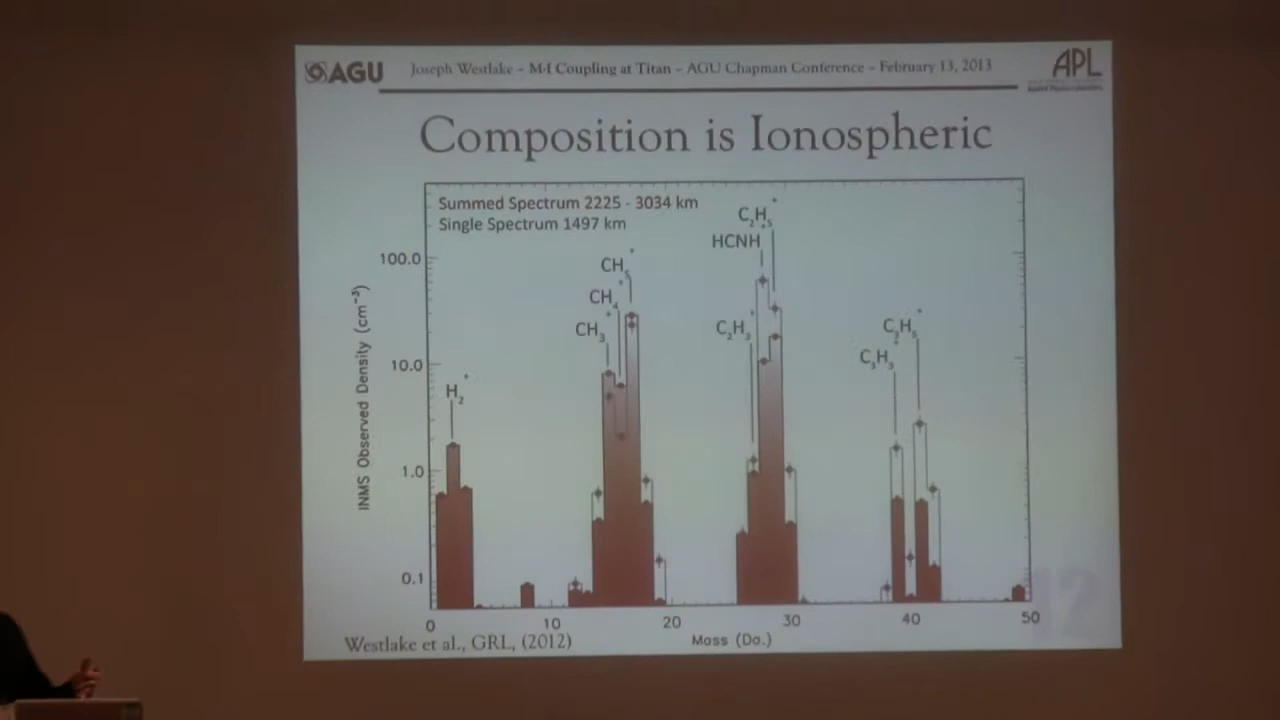 AGU
Joseph Westlake – M-I Coupling at Titan – AGU Chapman Conference – February 13, 2013
APL
Composition is Ionospheric
Summed Spectrum 2225 - 3034 km
Single Spectrum 1497 km
C₂H₅⁺
HCNH⁺
CH₅⁺
CH₄⁺
CH₃⁺
C₂H₃⁺
C₃H₅⁺
C₃H₃⁺
H₂⁺
INMS Observed Density (cm⁻³)
100.0
10.0
1.0
0.1
0 10 20 30 40 50
Mass (Da.)
Westlake et al., GRL, (2012)
12